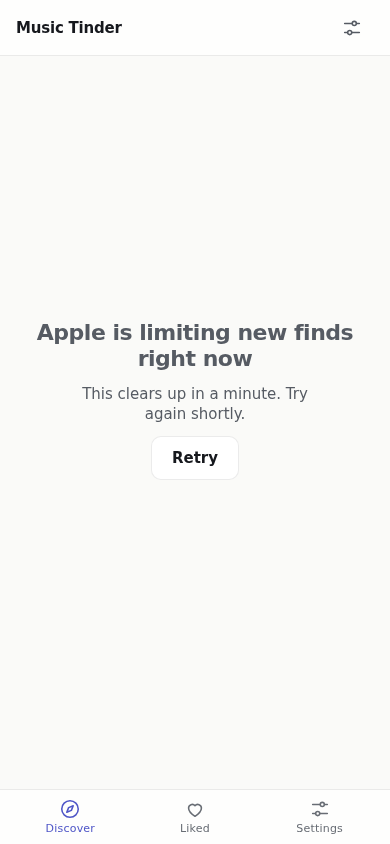 Music Tinder
Apple is limiting new finds
right now
This clears up in a minute. Try
again shortly.
Retry
Discover
Liked
Settings